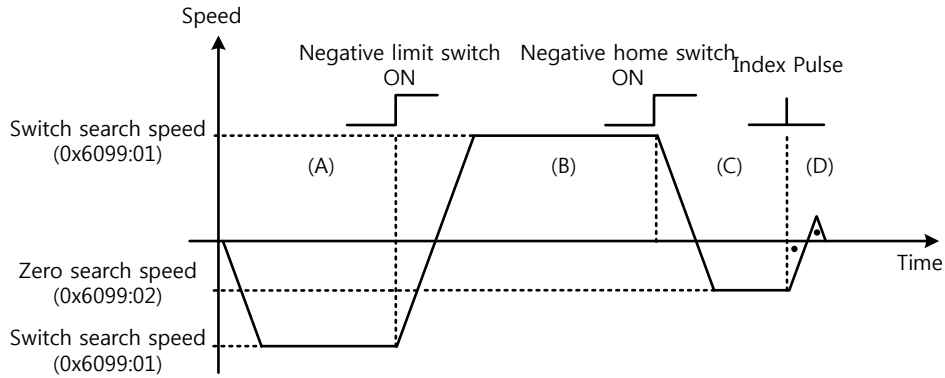 Speed
Negative limit switch
ON
Negative home switch
ON
Index Pulse
Switch search speed
(0x6099:01)
(A)
(B)
(C)
(D)
Zero search speed
(0x6099:02)
Time
Switch search speed
(0x6099:01)